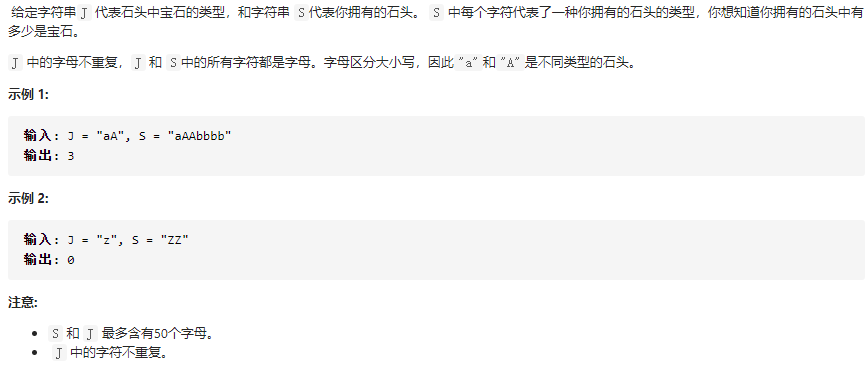 给定字符串 J 代表石头中宝石的类型，和字符串 S代表你拥有的石头。 S 中每个字符代表了一种你拥有的石头的类型，你想知道你拥有的石头中有
多少是宝石。
J 中的字母不重复，J 和 S中的所有字符都是字母。字母区分大小写，因此"a"和"A"是不同类型的石头。
示例 1:
输入: J = "aA", S = "aAAbbbb"
输出: 3
示例 2:
输入: J = "z", S = "ZZ"
输出: 0
注意:
• S 和 J 最多含有50个字母。
• J 中的字符不重复。